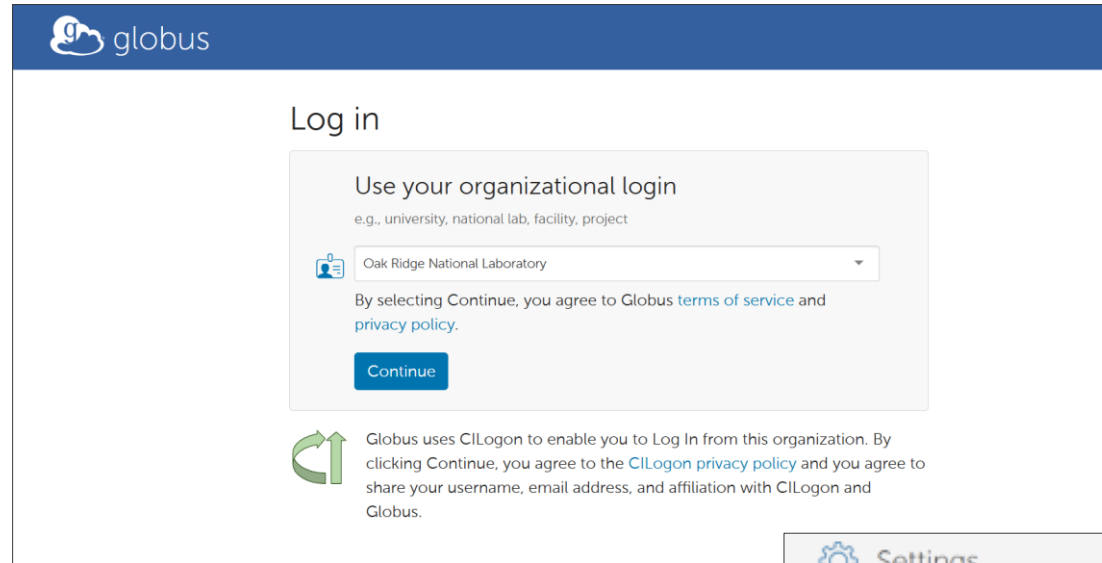 globus
Log in
Use your organizational login
e.g., university, national lab, facility, project
Oak Ridge National Laboratory
By selecting Continue, you agree to Globus terms of service and
privacy policy.
Continue
Globus uses CILogon to enable you to Log In from this organization. By
clicking Continue, you agree to the CILogon privacy policy and you agree to
share your username, email address, and affiliation with CILogon and
Globus.
Settings